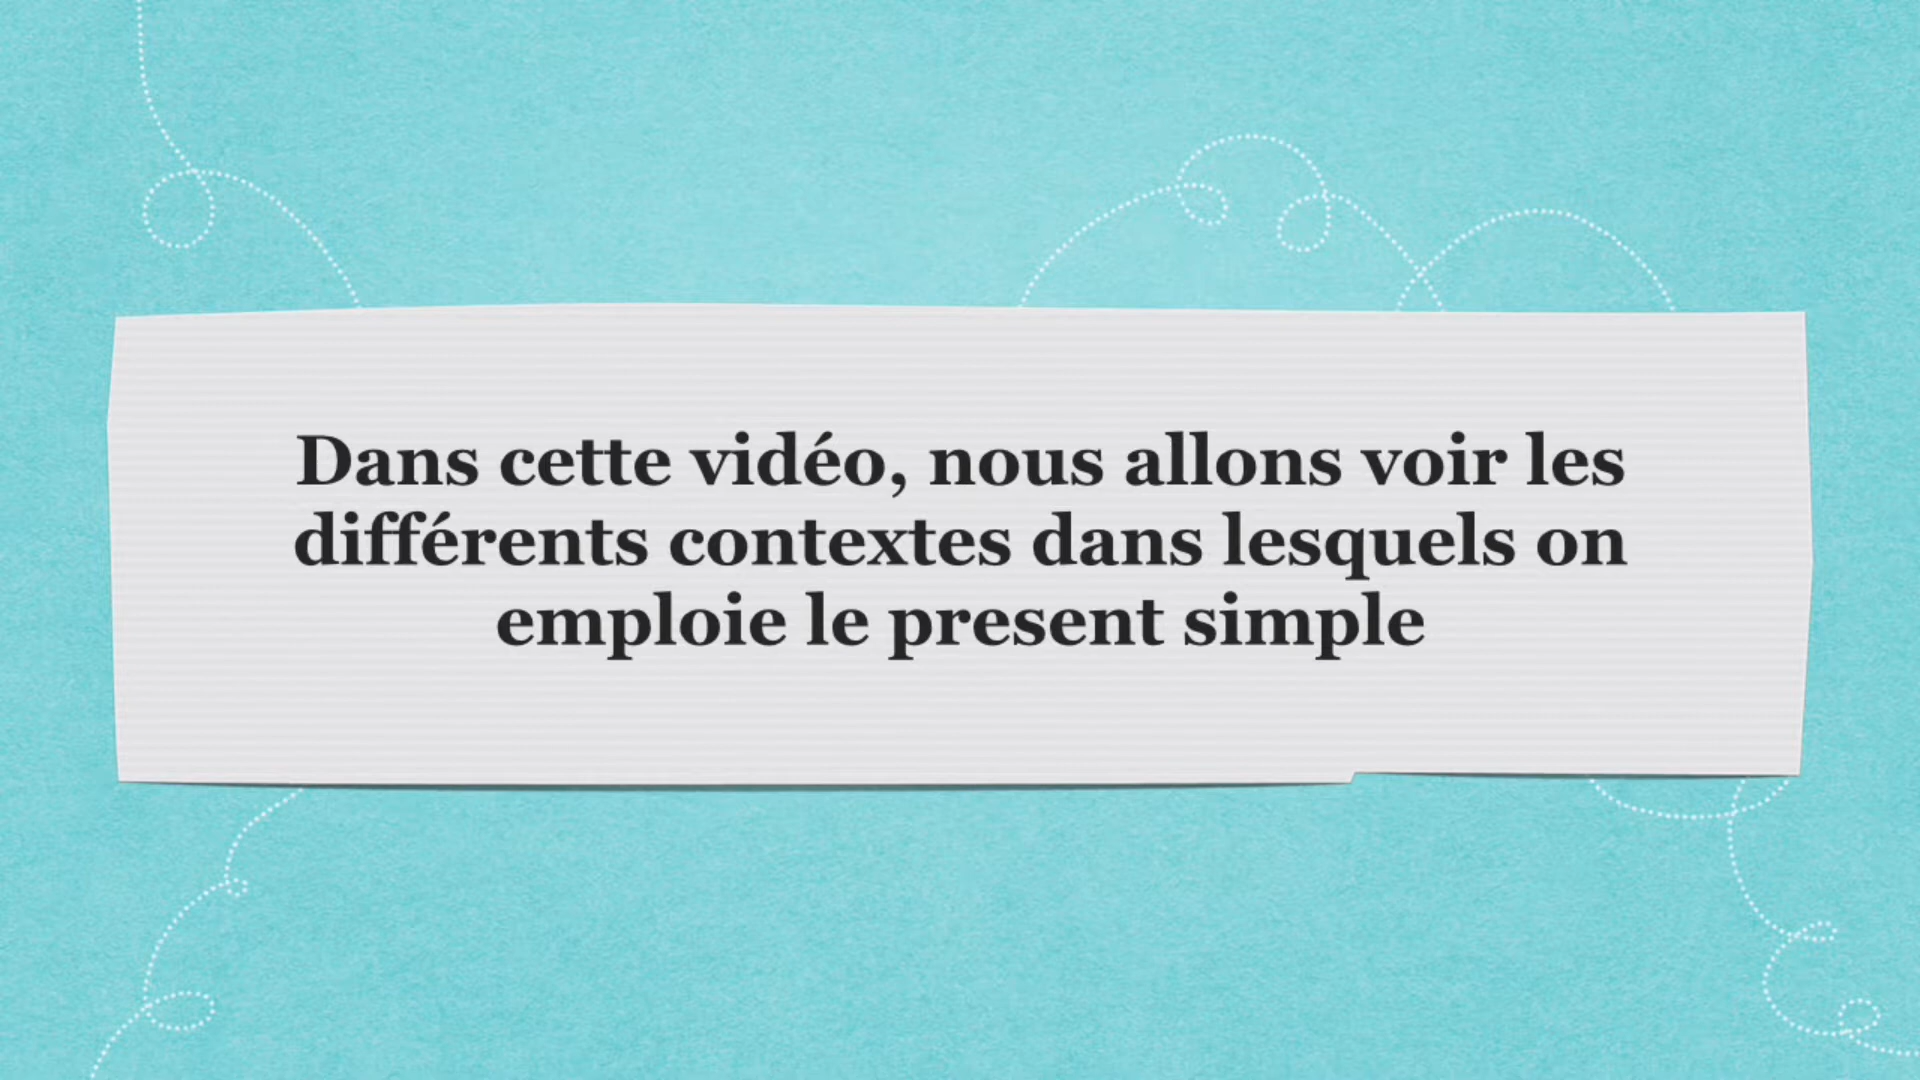 Dans cette vidéo, nous allons voir les
différents contextes dans lesquels on
emploie le present simple